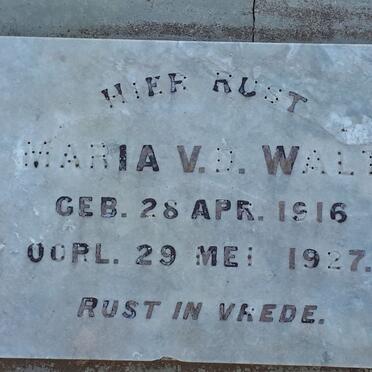 HIER RUST
MARIA V.D. WALT
GEB. 28 APR. 1916
OORL. 29 MEI 1927.
RUST IN VREDE.